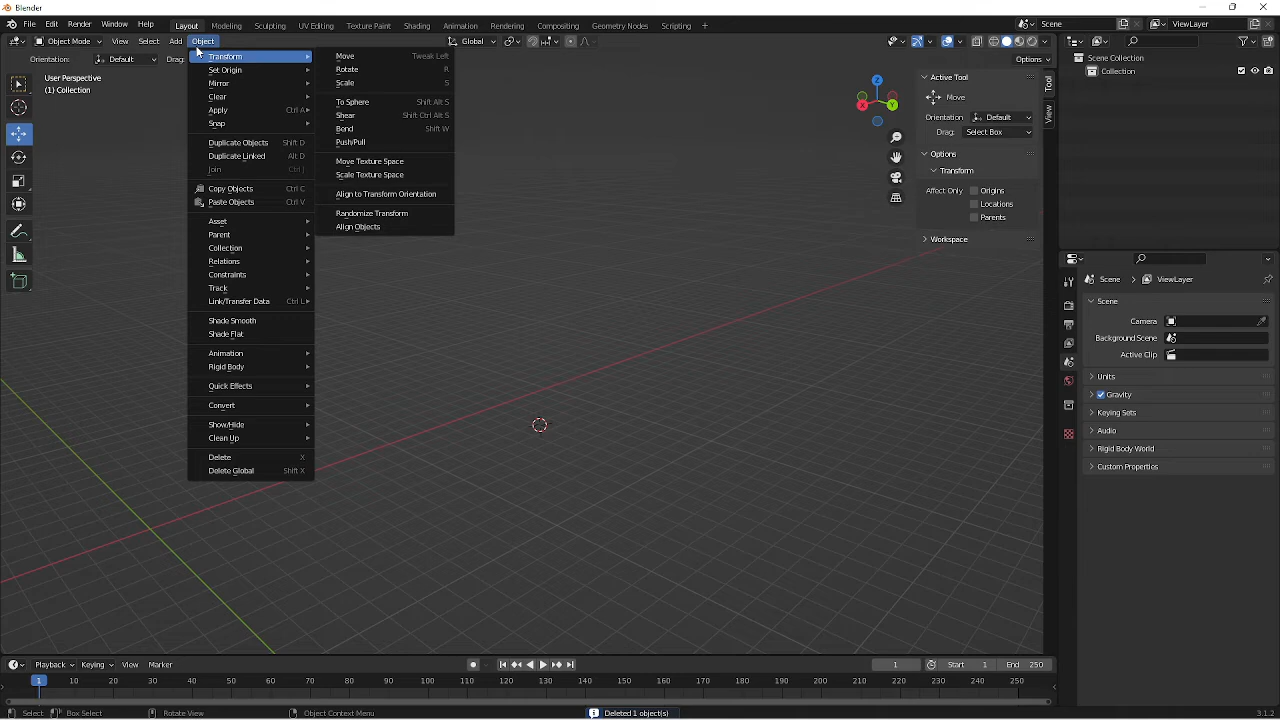 Blender
File Edit Render Window Help Layout Modeling Sculpting UV Editing Texture Paint Shading Animation Rendering Compositing Geometry Nodes Scripting + Scene ViewLayer
Object Mode View Select Add Object Global
Orientation: Default Drag: Options
User Perspective
(1) Collection
Transform
Set Origin
Mirror
Clear
Apply Ctrl A
Snap
Duplicate Objects Shift D
Duplicate Linked Alt D
Join Ctrl J
Copy Objects Ctrl C
Paste Objects Ctrl V
Asset
Parent
Collection
Relations
Constraints
Track
Link/Transfer Data Ctrl L
Shade Smooth
Shade Flat
Animation
Rigid Body
Quick Effects
Convert
Show/Hide
Clean Up
Delete X
Delete Global Shift X
Move Tweak Left
Rotate R
Scale S
To Sphere Shift Alt S
Shear Shift Ctrl Alt S
Bend Shift W
Push/Pull
Move Texture Space
Scale Texture Space
Align to Transform Orientation
Randomize Transform
Align Objects
Z
X
Y
Active Tool
Move
Orientation Default
Drag: Select Box
Options
Transform
Affect Only Origins
Locations
Parents
Workspace
Tool
View
Scene Collection
Collection
Scene ViewLayer
Scene
Camera
Background Scene
Active Clip
Units
Gravity
Keying Sets
Audio
Rigid Body World
Custom Properties
Playback Keying View Marker 1 Start 1 End 250
1 10 20 30 40 50 60 70 80 90 100 110 120 130 140 150 160 170 180 190 200 210 220 230 240 250
Select Box Select Rotate View Object Context Menu Deleted 1 object(s) 3.1.2